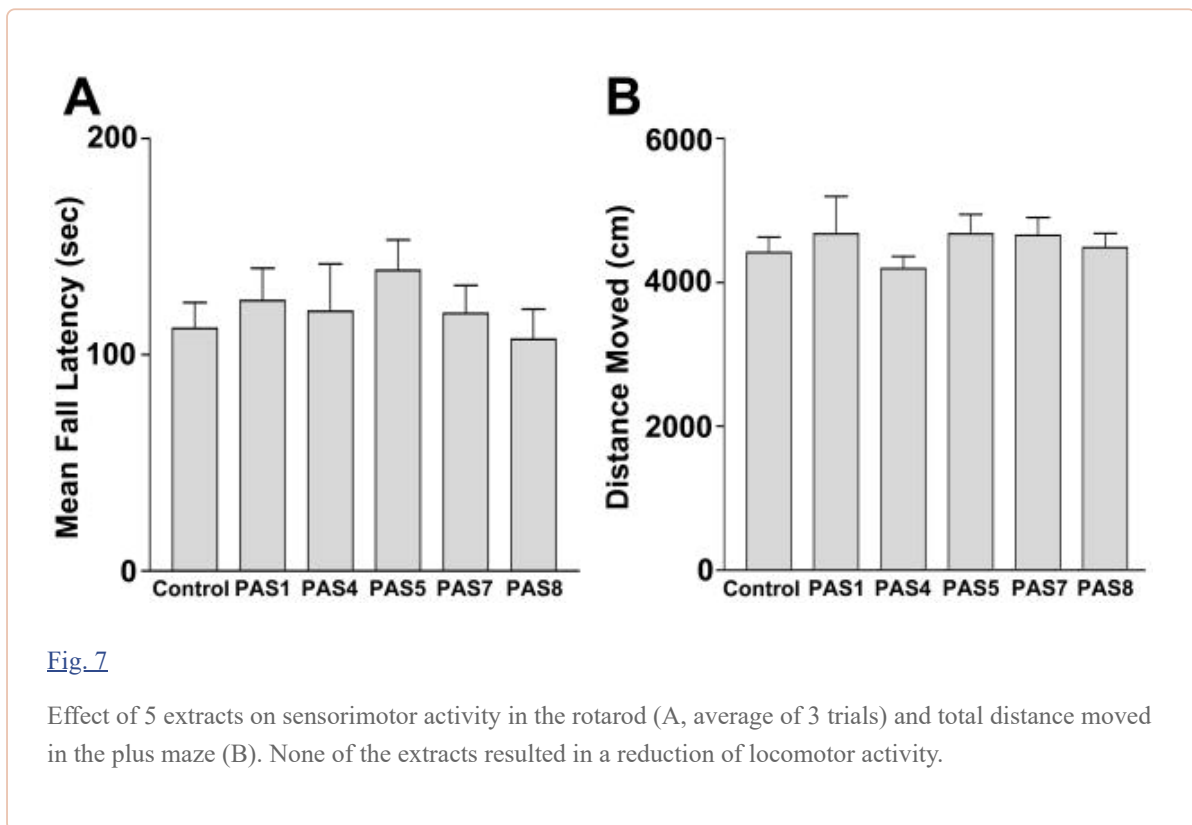 A
200
100
0
Mean Fall Latency (sec)
Control PAS1 PAS4 PAS5 PAS7 PAS8
B
6000
4000
2000
0
Distance Moved (cm)
Control PAS1 PAS4 PAS5 PAS7 PAS8
Fig. 7
Effect of 5 extracts on sensorimotor activity in the rotarod (A, average of 3 trials) and total distance moved
in the plus maze (B). None of the extracts resulted in a reduction of locomotor activity.